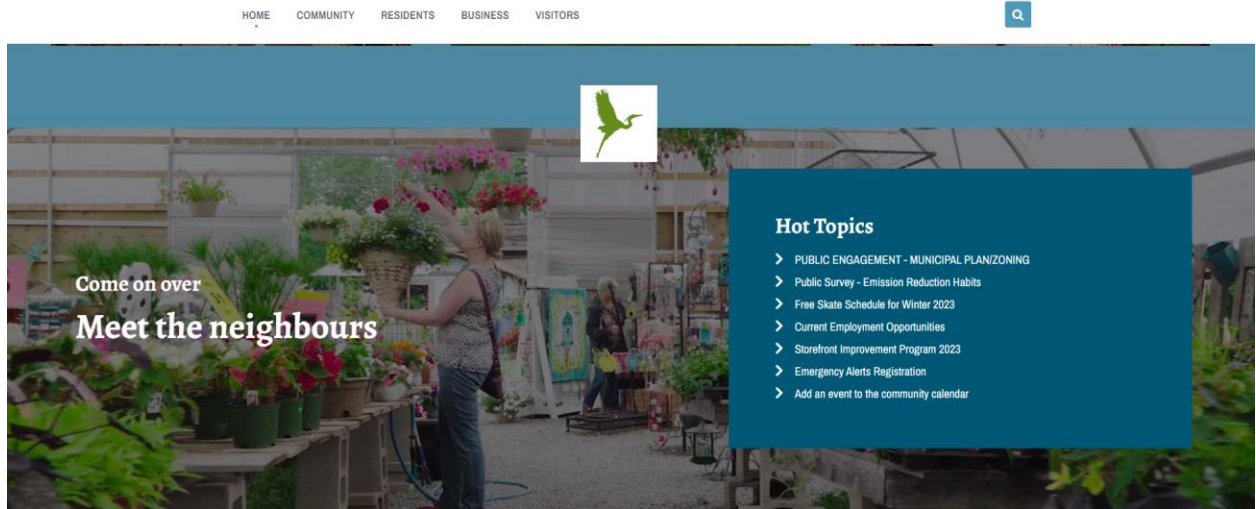 HOME COMMUNITY RESIDENTS BUSINESS VISITORS
Come on over
Meet the neighbours
Hot Topics
PUBLIC ENGAGEMENT - MUNICIPAL PLAN/ZONING
Public Survey - Emission Reduction Habits
Free Skate Schedule for Winter 2023
Current Employment Opportunities
Storefront Improvement Program 2023
Emergency Alerts Registration
Add an event to the community calendar